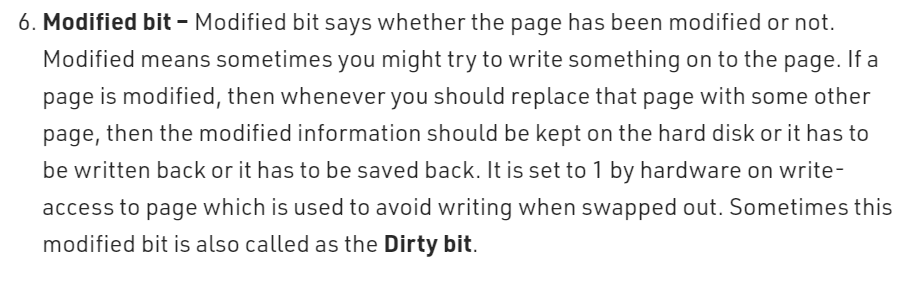 6. Modified bit – Modified bit says whether the page has been modified or not.
Modified means sometimes you might try to write something on to the page. If a
page is modified, then whenever you should replace that page with some other
page, then the modified information should be kept on the hard disk or it has to
be written back or it has to be saved back. It is set to 1 by hardware on write-
access to page which is used to avoid writing when swapped out. Sometimes this
modified bit is also called as the Dirty bit.